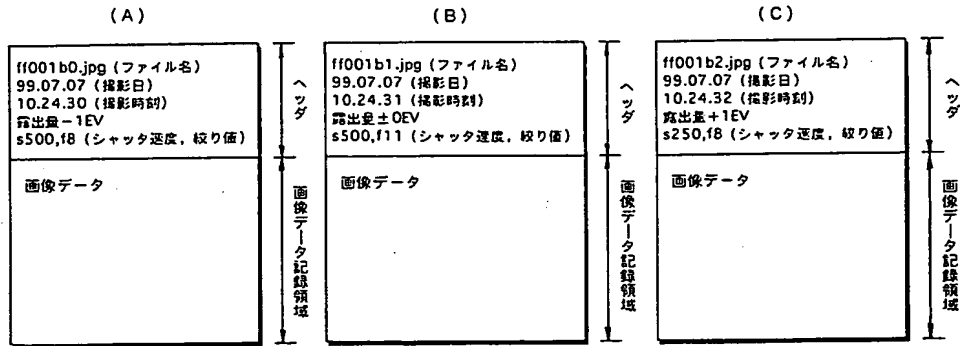 (A)
ff001b0.jpg (ファイル名)
99.07.07 (撮影日)
10.24.30 (撮影時刻)
露出量−1EV
s500,f8 (シャッタ速度，絞り値)
画像データ
ヘッダ
画像データ記録領域
(B)
ff001b1.jpg (ファイル名)
99.07.07 (撮影日)
10.24.31 (撮影時刻)
露出量±0EV
s500,f11 (シャッタ速度，絞り値)
画像データ
ヘッダ
画像データ記録領域
(C)
ff001b2.jpg (ファイル名)
99.07.07 (撮影日)
10.24.32 (撮影時刻)
露出量+1EV
s250,f8 (シャッタ速度，絞り値)
画像データ
ヘッダ
画像データ記録領域